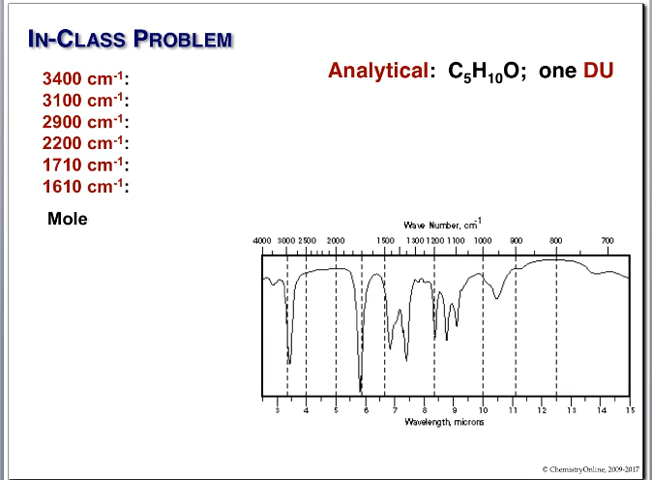 IN-CLASS PROBLEM
Analytical: C₅H₁₀O; one DU
3400 cm⁻¹:
3100 cm⁻¹:
2900 cm⁻¹:
2200 cm⁻¹:
1710 cm⁻¹:
1610 cm⁻¹:
Mole
Wave Number, cm⁻¹
4000 3000 2500 2000 1500 1300 1200 1100 1000 900 800 700
3 4 5 6 7 8 9 10 11 12 13 14 15
Wavelength, microns
© ChemistryOnline, 2009-2017